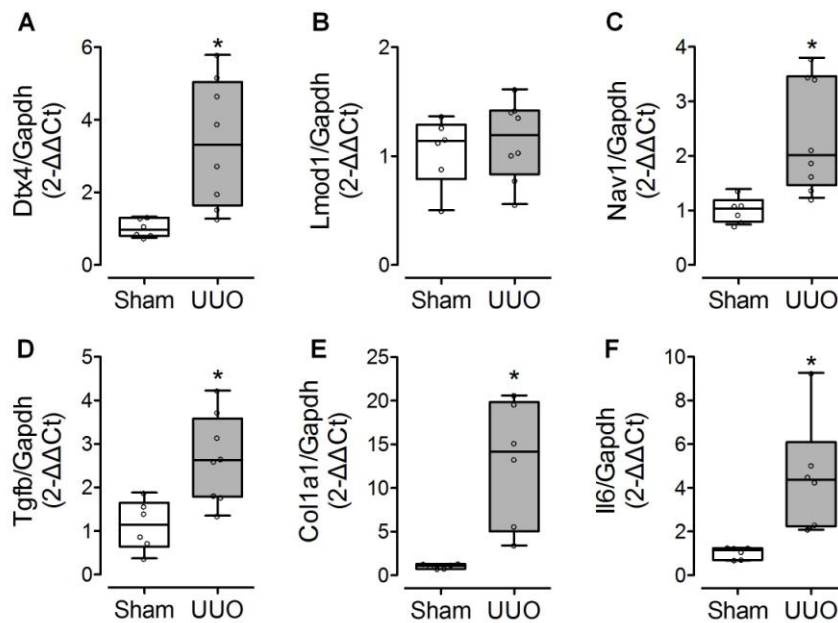 A
Dtx4/Gapdh
(2-ΔΔCt)
6
4
2
0
*
Sham UUO
B
Lmod1/Gapdh
(2-ΔΔCt)
2
1
0
Sham UUO
C
Nav1/Gapdh
(2-ΔΔCt)
4
3
2
1
0
*
Sham UUO
D
Tgfb/Gapdh
(2-ΔΔCt)
5
4
3
2
1
0
*
Sham UUO
E
Col1a1/Gapdh
(2-ΔΔCt)
25
20
15
10
5
0
*
Sham UUO
F
Il6/Gapdh
(2-ΔΔCt)
10
8
6
4
2
0
*
Sham UUO